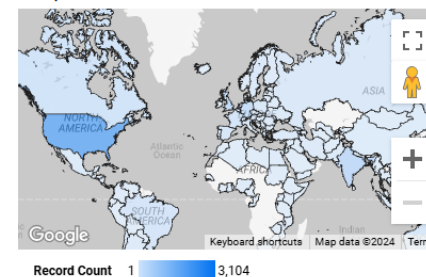 ASIA
NORTH
AMERICA
Atlantic
Ocean
AFRICA
SOUTH
AMERICA
Indian
Google
Keyboard shortcuts
Map data ©2024
Record Count 1 3,104